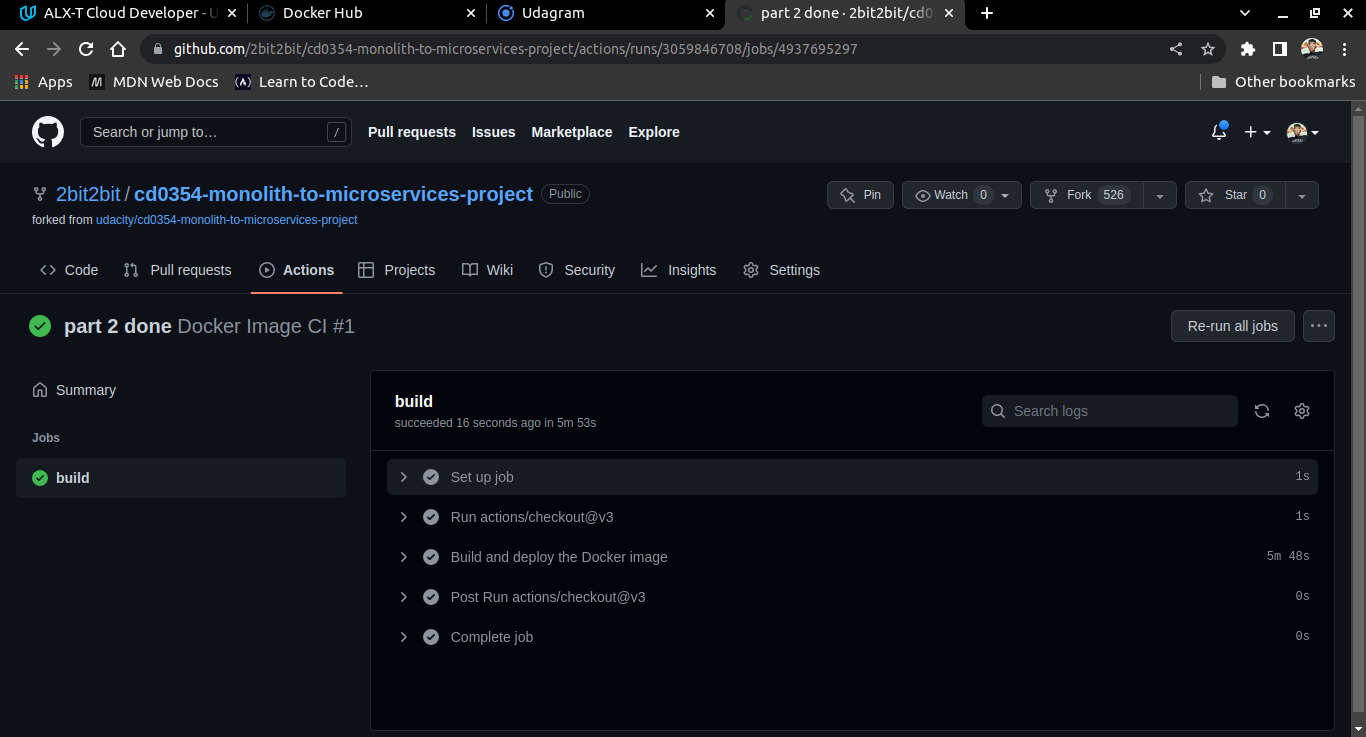 ALX-T Cloud Developer - U
Docker Hub
Udagram
part 2 done · 2bit2bit/cd0
github.com/2bit2bit/cd0354-monolith-to-microservices-project/actions/runs/3059846708/jobs/4937695297
Apps
MDN Web Docs
Learn to Code…
Other bookmarks
Search or jump to…
/
Pull requests
Issues
Marketplace
Explore
2bit2bit / cd0354-monolith-to-microservices-project
Public
Pin
Watch 0
Fork 526
Star 0
forked from udacity/cd0354-monolith-to-microservices-project
Code
Pull requests
Actions
Projects
Wiki
Security
Insights
Settings
part 2 done Docker Image CI #1
Re-run all jobs
Summary
Jobs
build
build
succeeded 16 seconds ago in 5m 53s
Search logs
Set up job 1s
Run actions/checkout@v3 1s
Build and deploy the Docker image 5m 48s
Post Run actions/checkout@v3 0s
Complete job 0s